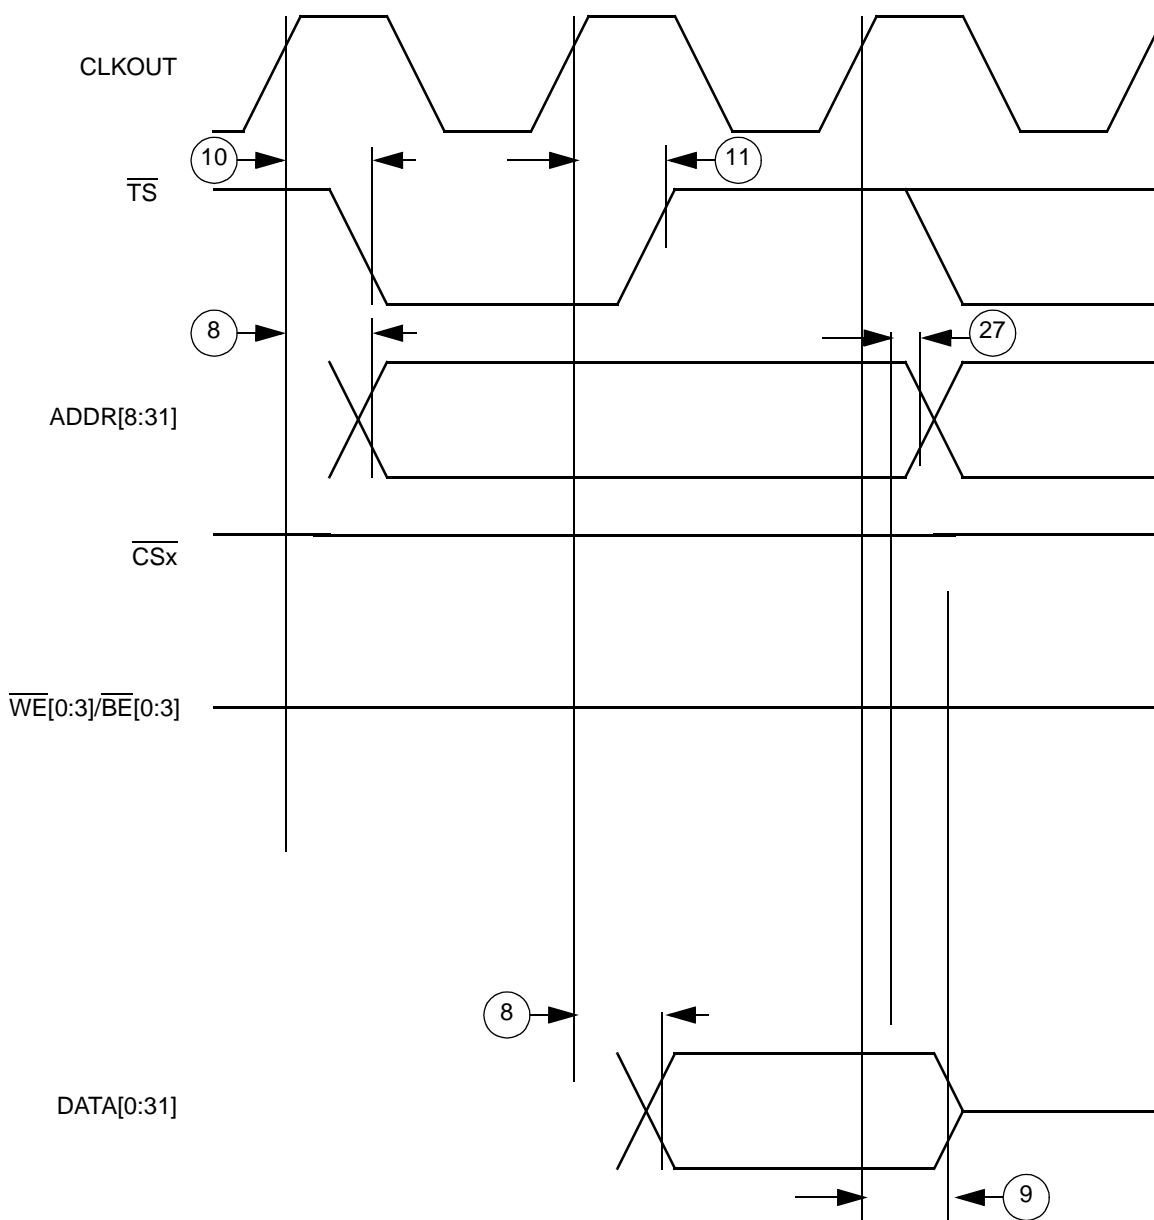 CLKOUT
10
11
TS
8
27
ADDR[8:31]
CSx
WE[0:3]/BE[0:3]
8
DATA[0:31]
9